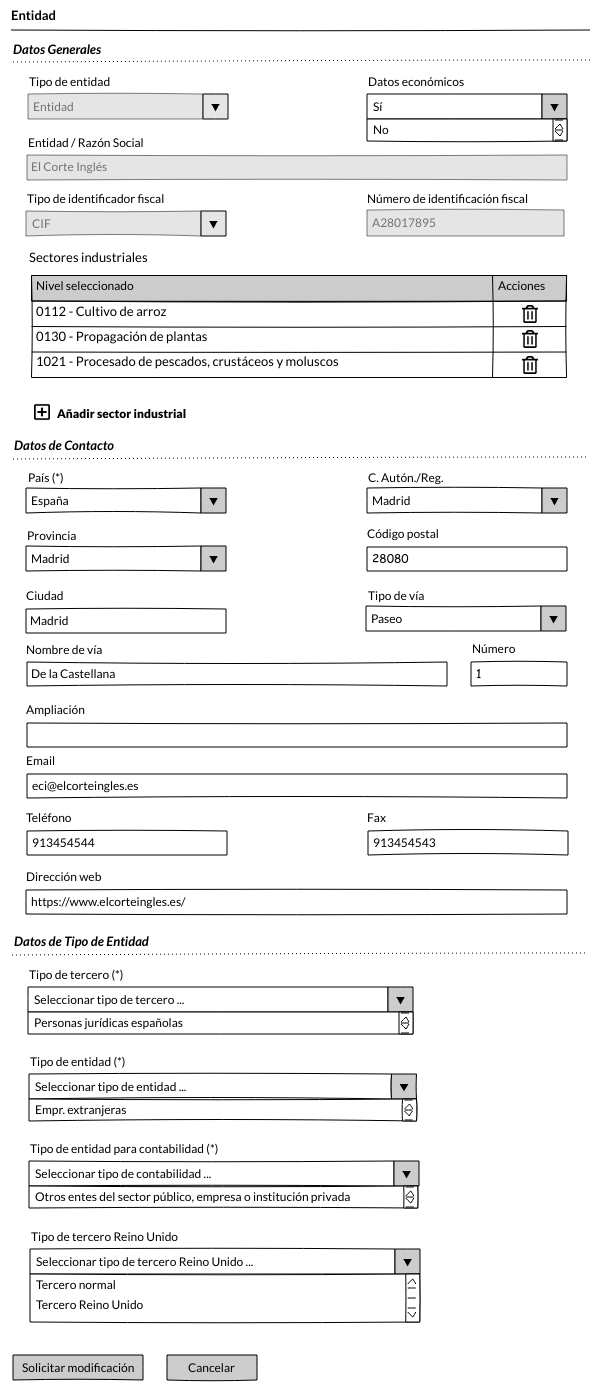 Entidad
Datos Generales
Tipo de entidad
Datos económicos
Entidad
Sí
No
Entidad / Razón Social
El Corte Inglés
Tipo de identificador fiscal
Número de identificación fiscal
CIF
A28017895
Sectores industriales
Nivel seleccionado
Acciones
0112 - Cultivo de arroz
0130 - Propagación de plantas
1021 - Procesado de pescados, crustáceos y moluscos
Añadir sector industrial
Datos de Contacto
País (*)
C. Autón./Reg.
España
Madrid
Provincia
Código postal
Madrid
28080
Ciudad
Tipo de vía
Madrid
Paseo
Nombre de vía
Número
De la Castellana
1
Ampliación
Email
eci@elcorteingles.es
Teléfono
Fax
913454544
913454543
Dirección web
https://www.elcorteingles.es/
Datos de Tipo de Entidad
Tipo de tercero (*)
Seleccionar tipo de tercero ...
Personas jurídicas españolas
Tipo de entidad (*)
Seleccionar tipo de entidad ...
Empr. extranjeras
Tipo de entidad para contabilidad (*)
Seleccionar tipo de contabilidad ...
Otros entes del sector público, empresa o institución privada
Tipo de tercero Reino Unido
Seleccionar tipo de tercero Reino Unido ...
Tercero normal
Tercero Reino Unido
Solicitar modificación
Cancelar